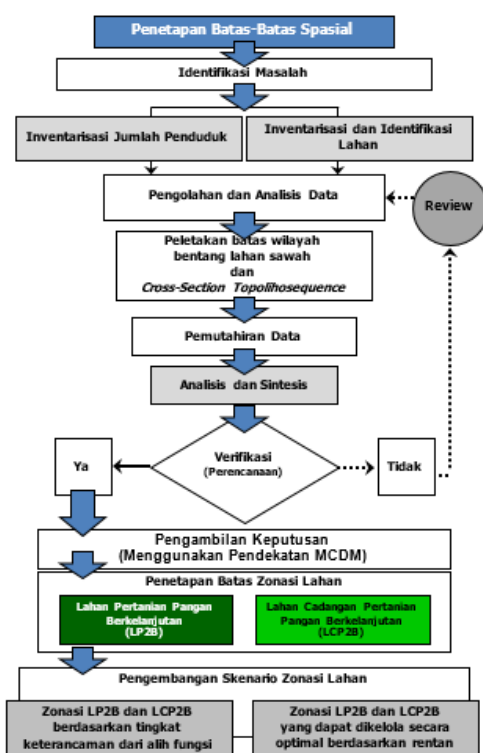 Penetapan Batas-Batas Spasial
Identifikasi Masalah
Inventarisasi Jumlah Penduduk
Inventarisasi dan Identifikasi
Lahan
Pengolahan dan Analisis Data
Review
Peletakan batas wilayah
bentang lahan sawah
dan
Cross-Section Topolihosequence
Pemutahiran Data
Analisis dan Sintesis
Verifikasi
(Perencanaan)
Ya
Tidak
Pengambilan Keputusan
(Menggunakan Pendekatan MCDM)
Penetapan Batas Zonasi Lahan
Lahan Pertanian Pangan
Berkelanjutan
(LP2B)
Lahan Cadangan Pertanian
Pangan Berkelanjutan
(LCP2B)
Pengembangan Skenario Zonasi Lahan
Zonasi LP2B dan LCP2B
berdasarkan tingkat
keterancaman dari alih fungsi
Zonasi LP2B dan LCP2B
yang dapat dikelola secara
optimal berdasarkan rentan